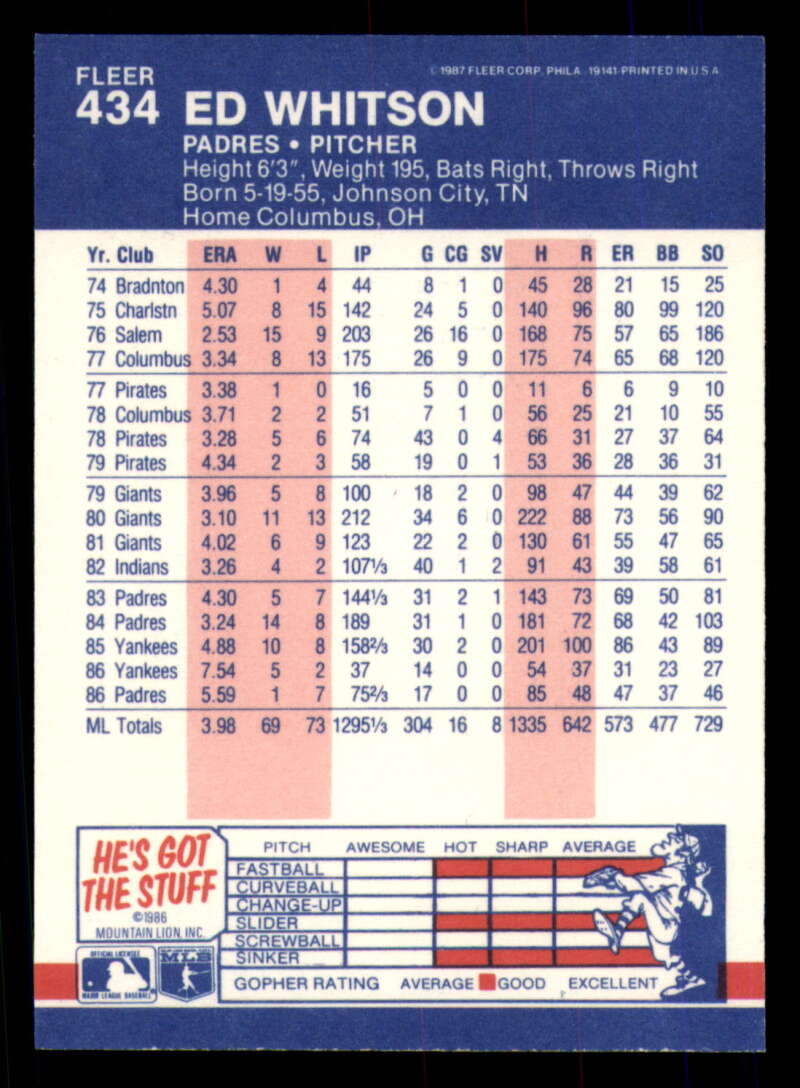 FLEER
©1987 FLEER CORP. PHILA. 19141-PRINTED IN U.S.A.
434 ED WHITSON
PADRES • PITCHER
Height 6'3", Weight 195, Bats Right, Throws Right
Born 5-19-55, Johnson City, TN
Home Columbus, OH
Yr. Club ERA W L IP G CG SV H R ER BB SO
74 Bradnton 4.30 1 4 44 8 1 0 45 28 21 15 25
75 Charlstn 5.07 8 15 142 24 5 0 140 96 80 99 120
76 Salem 2.53 15 9 203 26 16 0 168 75 57 65 186
77 Columbus 3.34 8 13 175 26 9 0 175 74 65 68 120
77 Pirates 3.38 1 0 16 5 0 0 11 6 6 9 10
78 Columbus 3.71 2 2 51 7 1 0 56 25 21 10 55
78 Pirates 3.28 5 6 74 43 0 4 66 31 27 37 64
79 Pirates 4.34 2 3 58 19 0 1 53 36 28 36 31
79 Giants 3.96 5 8 100 18 2 0 98 47 44 39 62
80 Giants 3.10 11 13 212 34 6 0 222 88 73 56 90
81 Giants 4.02 6 9 123 22 2 0 130 61 55 47 65
82 Indians 3.26 4 2 107⅓ 40 1 2 91 43 39 58 61
83 Padres 4.30 5 7 144⅓ 31 2 1 143 73 69 50 81
84 Padres 3.24 14 8 189 31 1 0 181 72 68 42 103
85 Yankees 4.88 10 8 158⅔ 30 2 0 201 100 86 43 89
86 Yankees 7.54 5 2 37 14 0 0 54 37 31 23 27
86 Padres 5.59 1 7 75⅔ 17 0 0 85 48 47 37 46
ML Totals 3.98 69 73 1295⅓ 304 16 8 1335 642 573 477 729
HE'S GOT
THE STUFF
©1986
MOUNTAIN LION, INC.
OFFICIAL LICENSEE
MAJOR LEAGUE BASEBALL
MLB
PITCH AWESOME HOT SHARP AVERAGE
FASTBALL
CURVEBALL
CHANGE-UP
SLIDER
SCREWBALL
SINKER
GOPHER RATING AVERAGE GOOD EXCELLENT